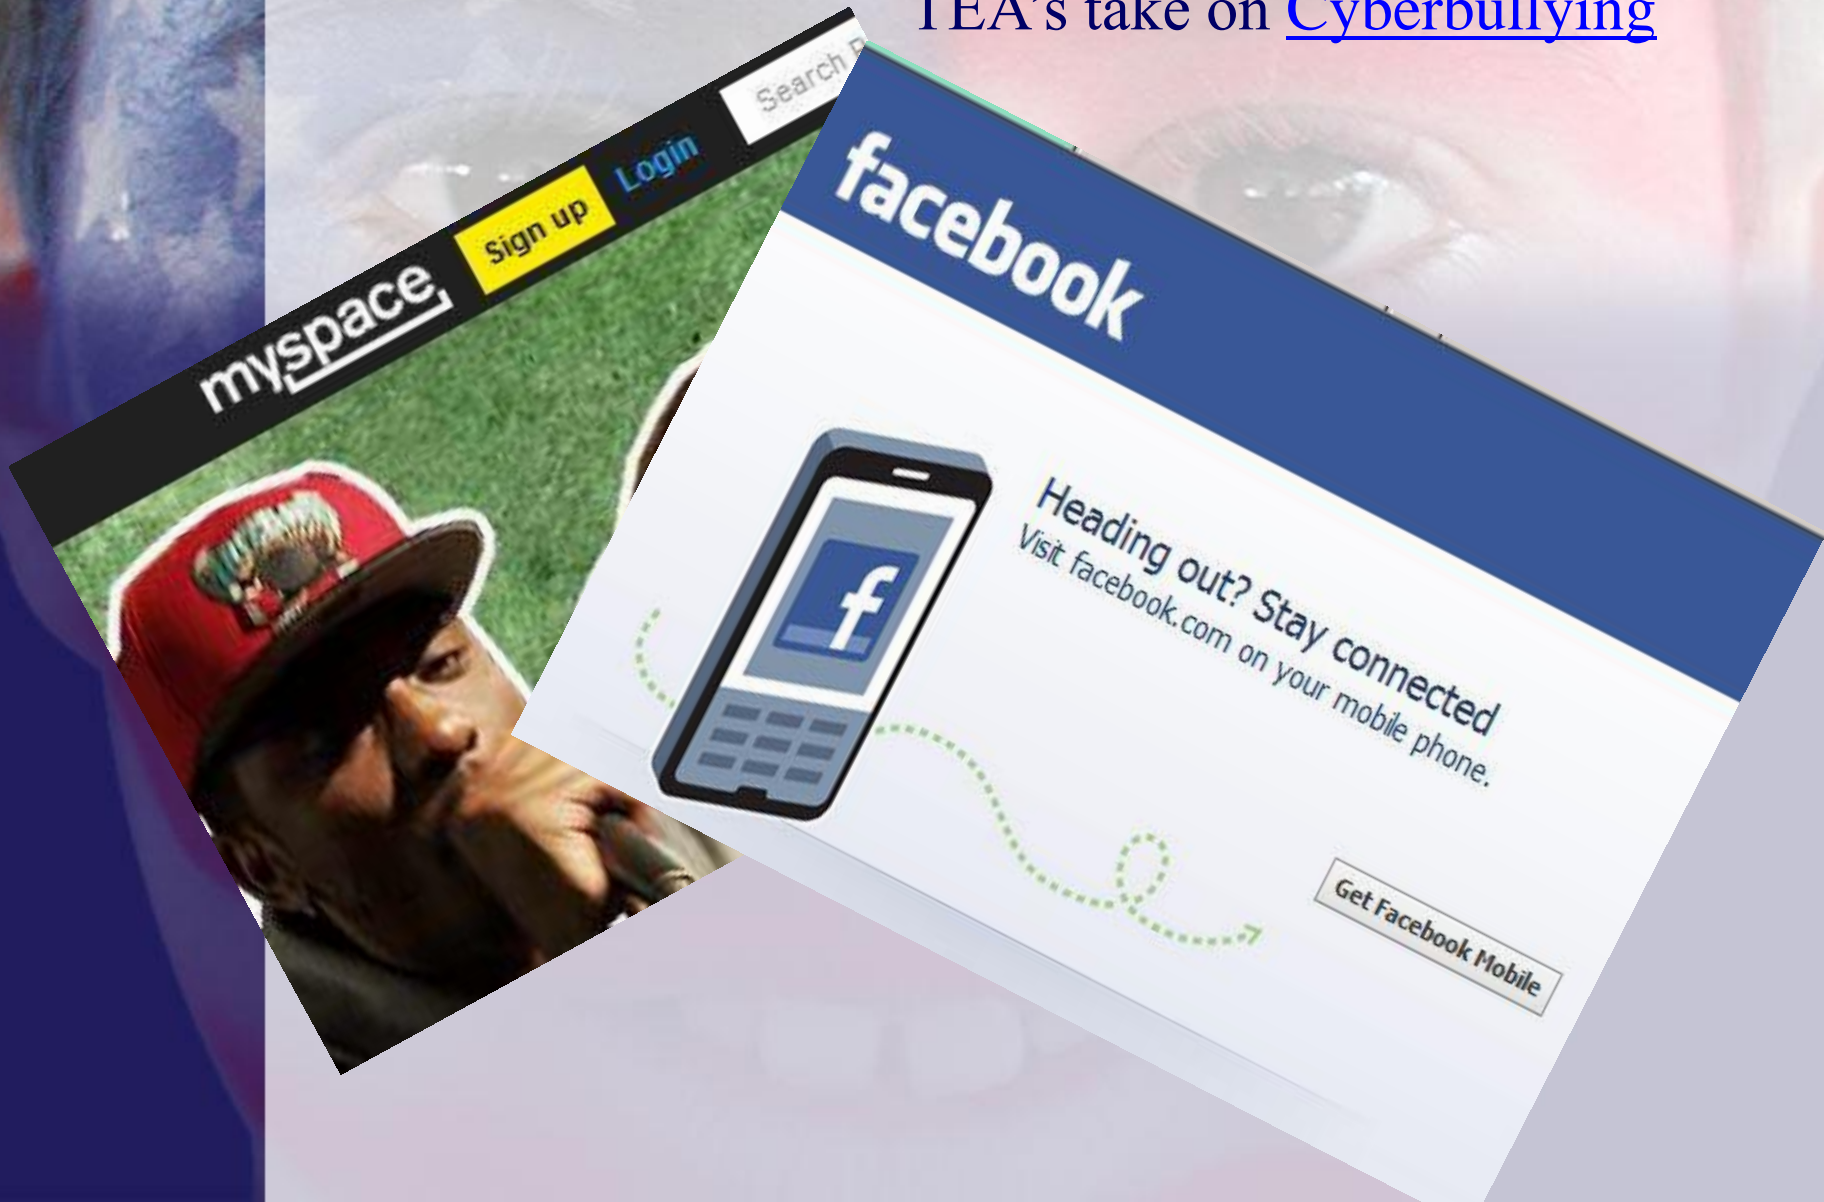 TEA's take on Cyberbullying
Search
Login
Sign up
myspace
facebook
f
Heading out? Stay connected
Visit facebook.com on your mobile phone.
Get Facebook Mobile